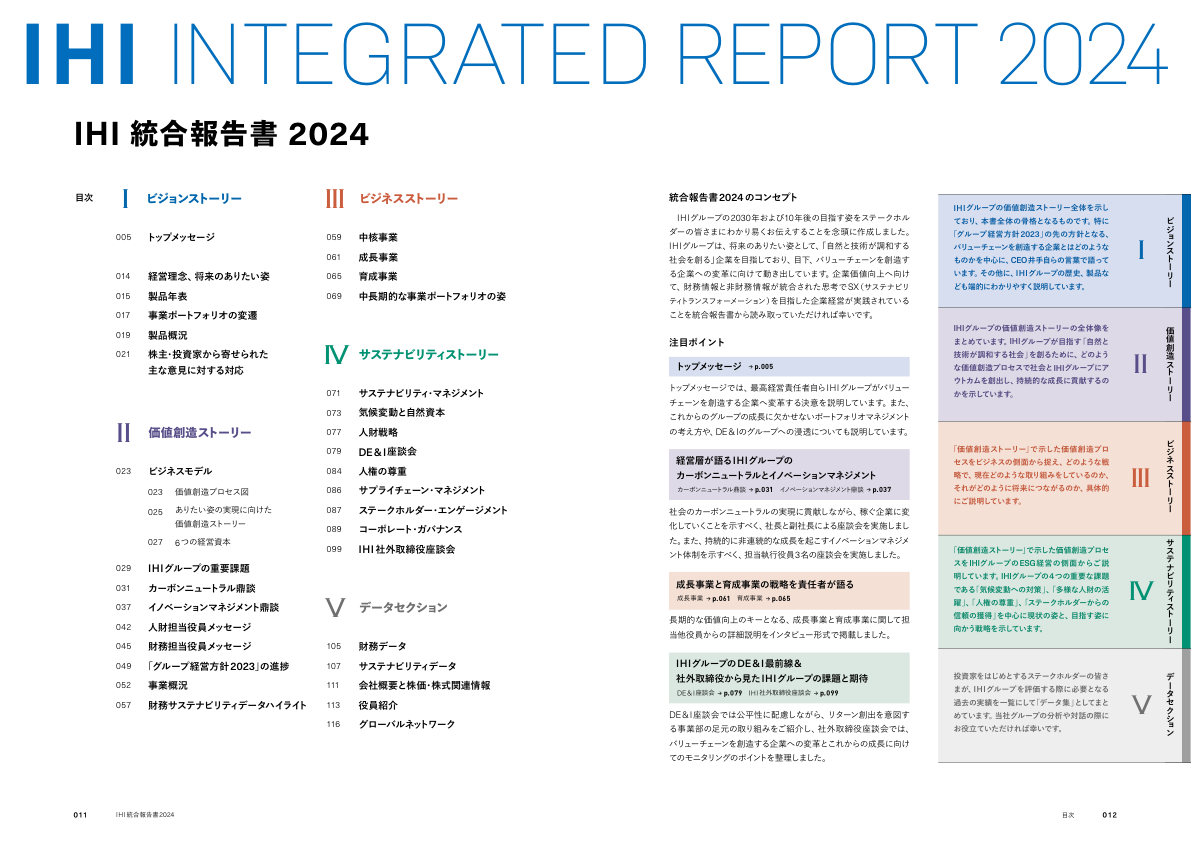 IHI INTEGRATED REPORT 2024
IHI 統合報告書 2024
目次
I ビジョンストーリー
005 トップメッセージ
014 経営理念、将来のありたい姿
015 製品年表
017 事業ポートフォリオの変遷
019 製品概況
021 株主・投資家から寄せられた
主な意見に対する対応
II 価値創造ストーリー
023 ビジネスモデル
023 価値創造プロセス図
025 ありたい姿の実現に向けた
価値創造ストーリー
027 6つの経営資本
029 IHIグループの重要課題
031 カーボンニュートラル鼎談
037 イノベーションマネジメント鼎談
042 人財担当役員メッセージ
045 財務担当役員メッセージ
049 「グループ経営方針2023」の進捗
052 事業概況
057 財務サステナビリティデータハイライト
III ビジネスストーリー
059 中核事業
061 成長事業
065 育成事業
069 中長期的な事業ポートフォリオの姿
IV サステナビリティストーリー
071 サステナビリティ・マネジメント
073 気候変動と自然資本
077 人財戦略
079 DE&I座談会
084 人権の尊重
086 サプライチェーン・マネジメント
087 ステークホルダー・エンゲージメント
089 コーポレート・ガバナンス
099 IHI社外取締役座談会
V データセクション
105 財務データ
107 サステナビリティデータ
111 会社概要と株価・株式関連情報
113 役員紹介
116 グローバルネットワーク
統合報告書2024のコンセプト
IHIグループの2030年および10年後の目指す姿をステークホル
ダーの皆さまにわかり易くお伝えすることを念頭に作成しました。
IHIグループは、将来のありたい姿として、「自然と技術が調和する
社会を創る」企業を目指しており、目下、バリューチェーンを創造す
る企業への変革に向けて動き出しています。企業価値向上へ向け
て、財務情報と非財務情報が統合された思考でSX（サステナビリ
ティトランスフォーメーション）を目指した企業経営が実践されている
ことを統合報告書から読み取っていただければ幸いです。
注目ポイント
トップメッセージ →p.005
トップメッセージでは、最高経営責任者自らIHIグループがバリュー
チェーンを創造する企業へ変革する決意を説明しています。また、
これからのグループの成長に欠かせないポートフォリオマネジメント
の考え方や、DE&Iのグループへの浸透についても説明しています。
経営層が語るIHIグループの
カーボンニュートラルとイノベーションマネジメント
カーボンニュートラル鼎談 →p.031 イノベーションマネジメント鼎談 →p.037
社会のカーボンニュートラルの実現に貢献しながら、稼ぐ企業に変
化していくことを示すべく、社長と副社長による座談会を実施しまし
た。また、持続的に非連続的な成長を起こすイノベーションマネジメ
ント体制を示すべく、担当執行役員3名の座談会を実施しました。
成長事業と育成事業の戦略を責任者が語る
成長事業 →p.061 育成事業 →p.065
長期的な価値向上のキーとなる、成長事業と育成事業に関して担
当他役員からの詳細説明をインタビュー形式で掲載しました。
IHIグループのDE&I最前線&
社外取締役から見たIHIグループの課題と期待
DE&I座談会 →p.079 IHI社外取締役座談会 →p.099
DE&I座談会では公平性に配慮しながら、リターン創出を意図す
る事業部の足元の取り組みをご紹介し、社外取締役座談会では、
バリューチェーンを創造する企業への変革とこれからの成長に向け
てのモニタリングのポイントを整理しました。
IHIグループの価値創造ストーリー全体を示し
ており、本書全体の骨格となるものです。特に
「グループ経営方針2023」の先の方針となる、
バリューチェーンを創造する企業とはどのような
ものかを中心に、CEO井手自らの言葉で語って
います。その他に、IHIグループの歴史、製品な
ども端的にわかりやすく説明しています。
I
ビジョンストーリー
IHIグループの価値創造ストーリーの全体像を
まとめています。IHIグループが目指す「自然と
技術が調和する社会」を創るために、どのよう
な価値創造プロセスで社会とIHIグループにア
ウトカムを創出し、持続的な成長に貢献するの
かを示しています。
II
価値創造ストーリー
「価値創造ストーリー」で示した価値創造プロ
セスをビジネスの側面から捉え、どのような戦
略で、現在どのような取り組みをしているのか、
それがどのように将来につながるのか、具体的
にご説明しています。
III
ビジネスストーリー
「価値創造ストーリー」で示した価値創造プロセ
スをIHIグループのESG経営の側面からご説
明しています。IHIグループの4つの重要な課題
である「気候変動への対策」、「多様な人財の活
躍」、「人権の尊重」、「ステークホルダーからの
信頼の獲得」を中心に現状の姿と、目指す姿に
向かう戦略を示しています。
IV
サステナビリティストーリー
投資家をはじめとするステークホルダーの皆さ
まが、IHIグループを評価する際に必要となる
過去の実績を一覧にして「データ集」としてまと
めています。当社グループの分析や対話の際に
お役立ていただければ幸いです。
V
データセクション
011 IHI統合報告書2024
目次 012